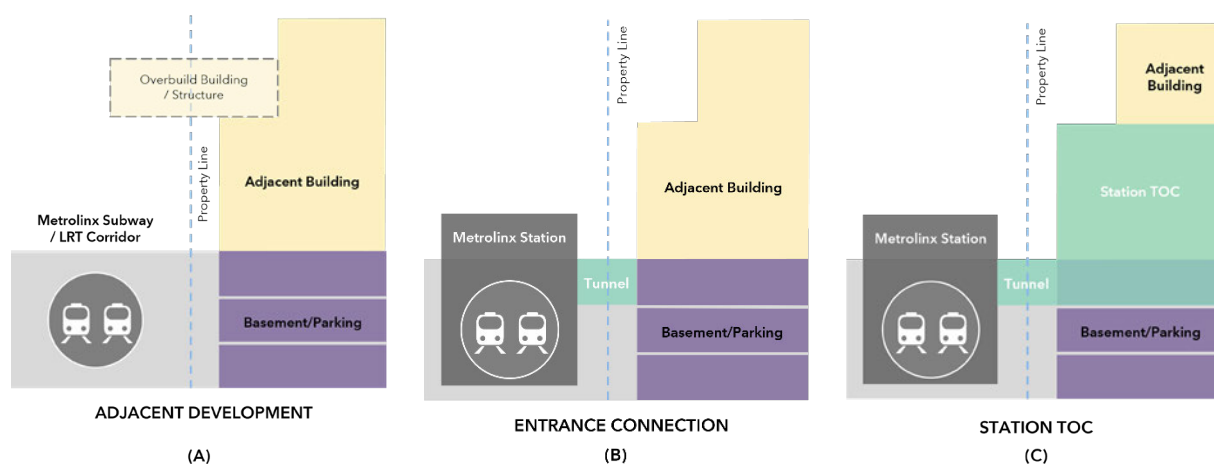 Overbuild Building
/ Structure
Property Line
Adjacent Building
Metrolinx Subway
/ LRT Corridor
Basement/Parking
ADJACENT DEVELOPMENT
(A)
Property Line
Adjacent Building
Metrolinx Station
Tunnel
Basement/Parking
ENTRANCE CONNECTION
(B)
Property Line
Adjacent
Building
Station TOC
Metrolinx Station
Tunnel
Basement/Parking
STATION TOC
(C)